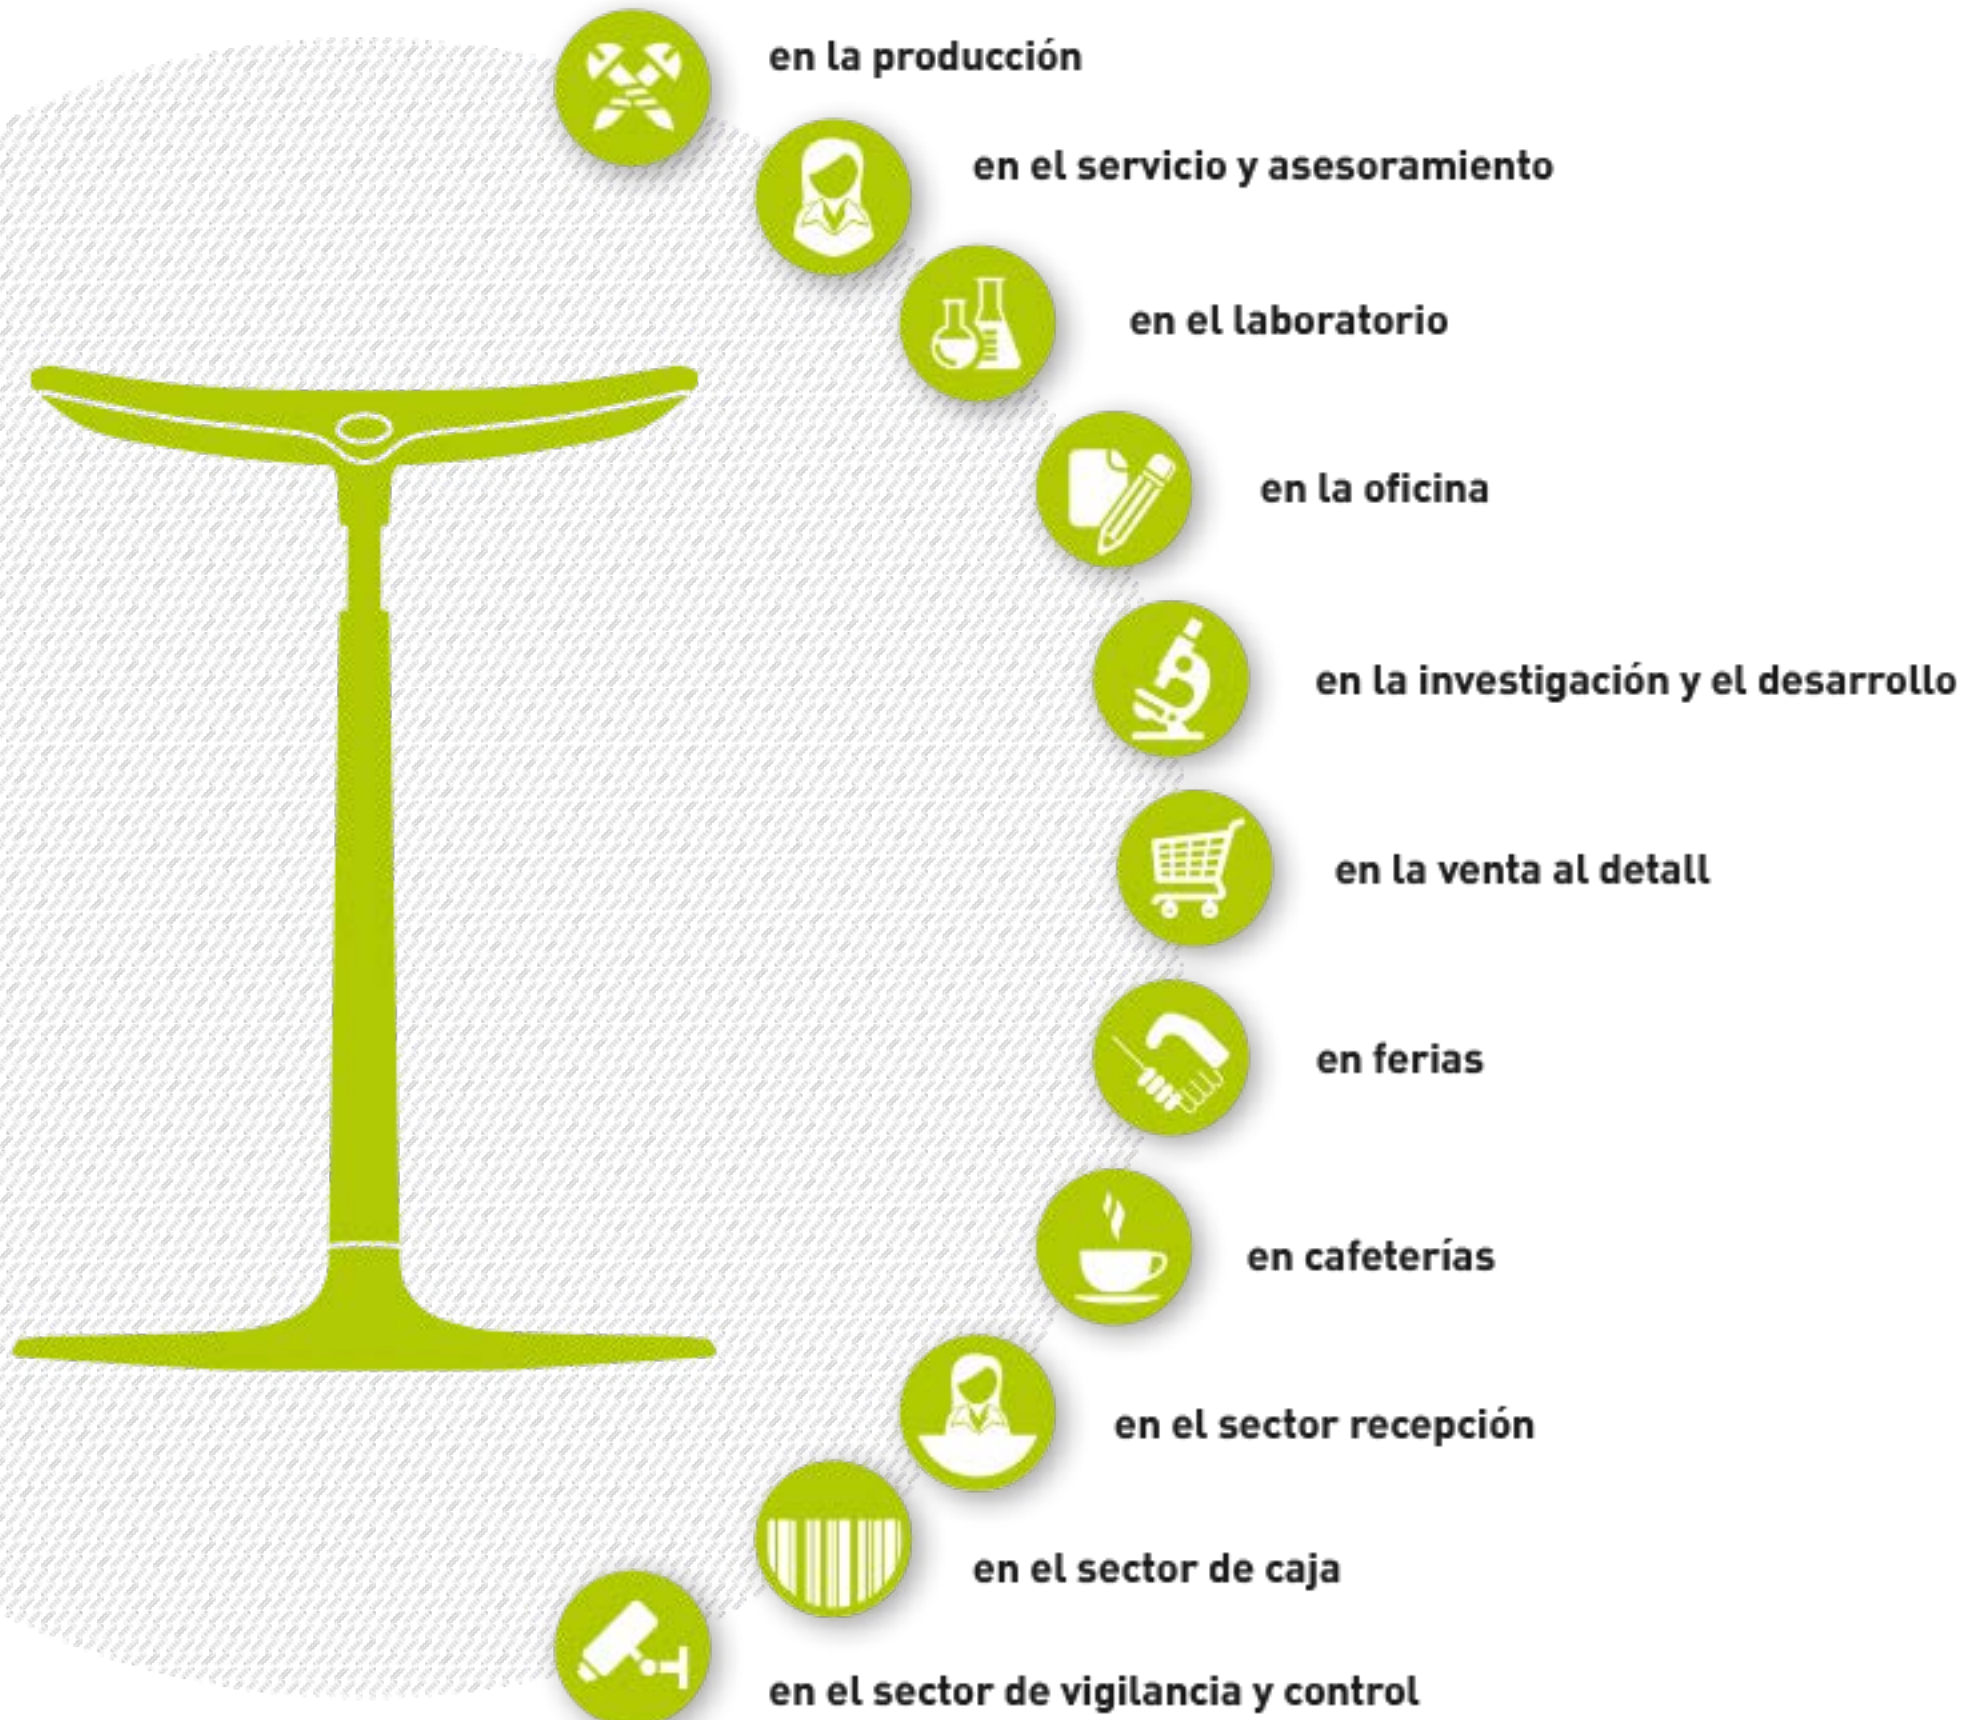 en la producción
en el servicio y asesoramiento
en el laboratorio
en la oficina
en la investigación y el desarrollo
en la venta al detall
en ferias
en cafeterías
en el sector recepción
en el sector de caja
en el sector de vigilancia y control